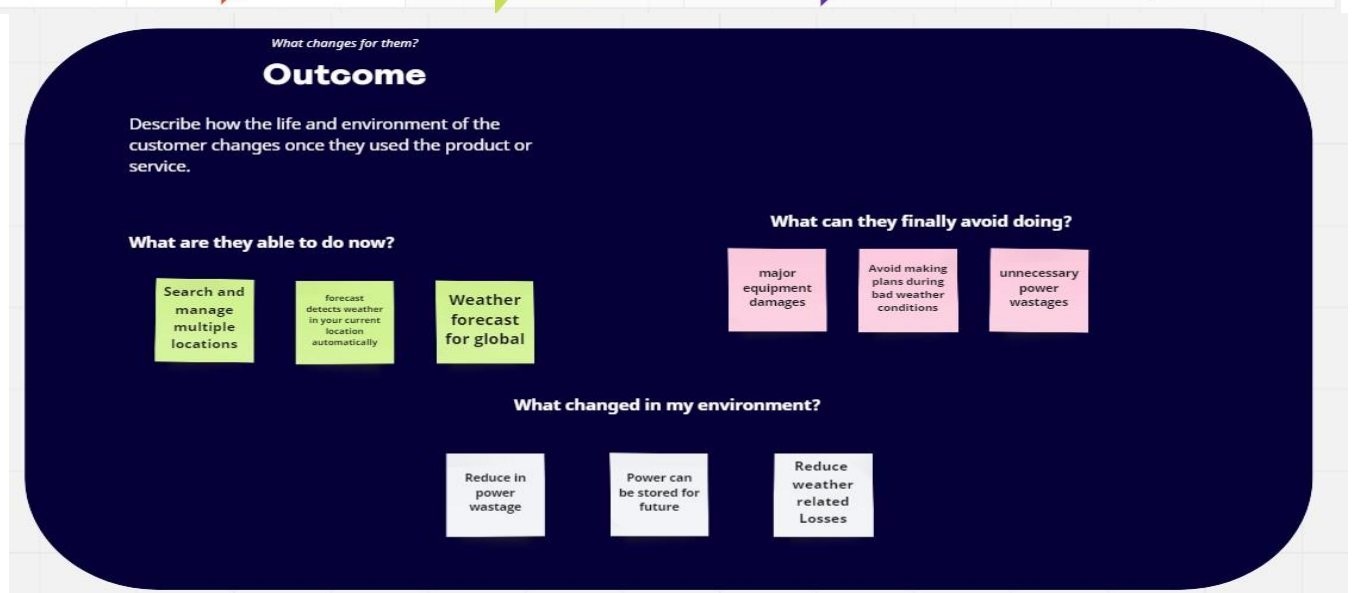 What changes for them?
Outcome
Describe how the life and environment of the
customer changes once they used the product or
service.
What are they able to do now?
Search and
manage
multiple
locations
forecast
detects weather
in your current
location
automatically
Weather
forecast
for global
What can they finally avoid doing?
major
equipment
damages
Avoid making
plans during
bad weather
conditions
unnecessary
power
wastages
What changed in my environment?
Reduce in
power
wastage
Power can
be stored for
future
Reduce
weather
related
Losses